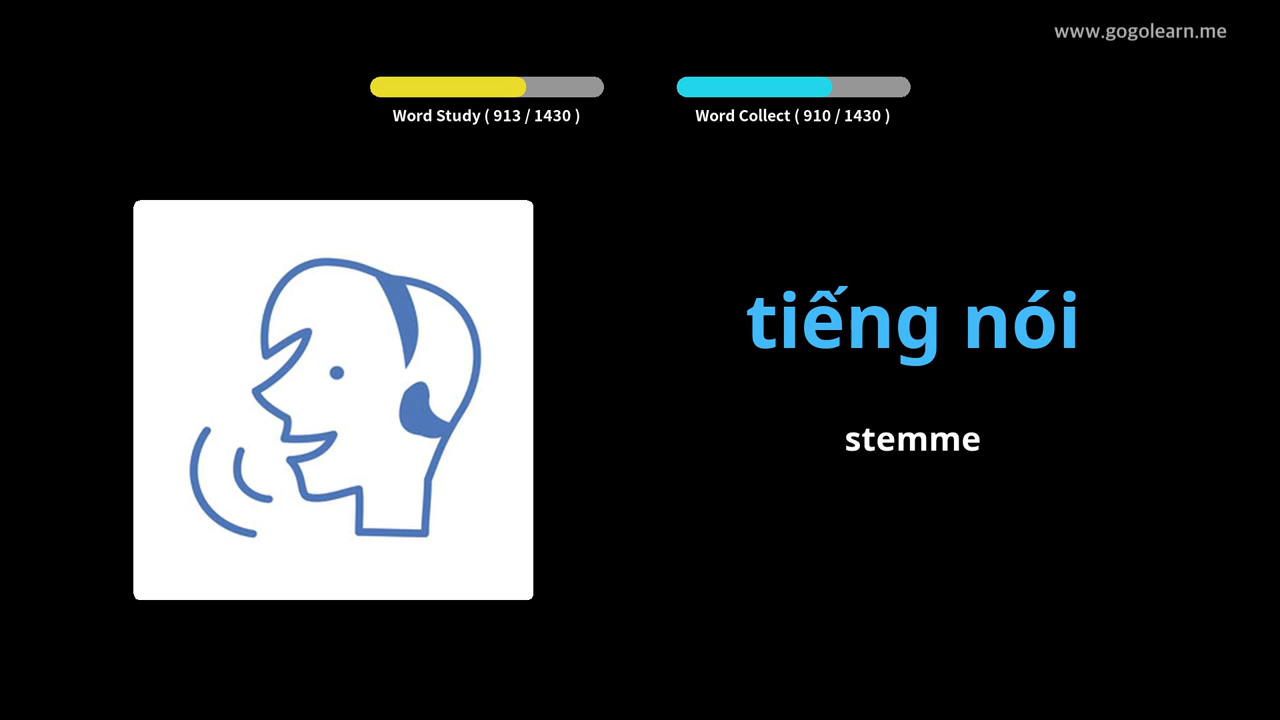 www.gogolearn.me
Word Study ( 913 / 1430 )
Word Collect ( 910 / 1430 )
tiếng nói
stemme